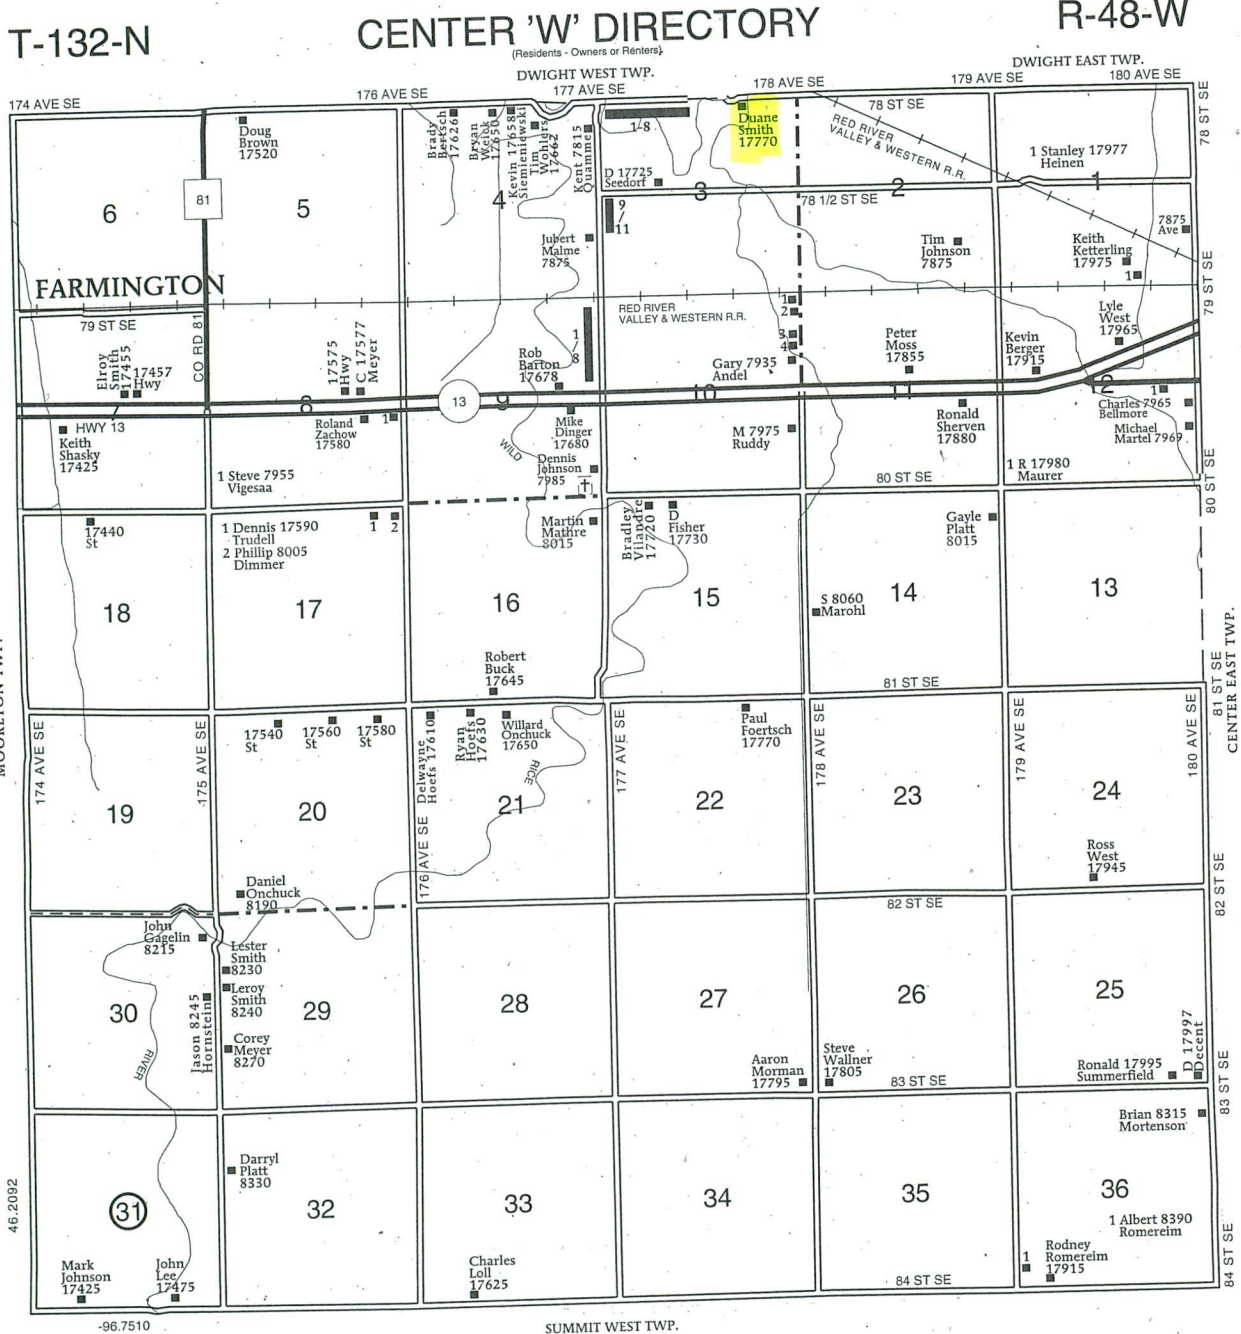 T-132-N
CENTER 'W' DIRECTORY
R-48-W
(Residents - Owners or Renters)
DWIGHT WEST TWP.
DWIGHT EAST TWP.
174 AVE SE
176 AVE SE
177 AVE SE
178 AVE SE
179 AVE SE
180 AVE SE
78 ST SE
78 ST SE
Doug
Brown
17520
Brady
Bertsch
17626
Bryan
17650
Kevin 17658
Siemieniewski
Tim
Wohlers
17662
Kent 7815
Quamme
1-8
Duane
Smith
17770
RED RIVER
VALLEY & WESTERN R.R.
1 Stanley 17977
Heinen
D 17725
Seedorf
81
6
5
4
3
2
1
78 1/2 ST SE
9
/
11
Jubert
Malme
7875
Tim
Johnson
7875
Keith
Ketterling
17975
1
7875
Ave
79 ST SE
FARMINGTON
79 ST SE
CO RD 81
RED RIVER
VALLEY & WESTERN R.R.
1
2
3
4
Gary 7935
Andel
Peter
Moss
17855
Kevin
Berger
17915
Lyle
West
17965
Elroy
Smith
17455
17457
Hwy
17575
Hwy
C 17577
Meyer
1
/
8
Rob
Barton
17678
8
13
9
10
11
12
HWY 13
Keith
Shasky
17425
Roland
Zachow
17580
1
1 Steve 7955
Vigesaa
WILD
Mike
Dinger
17680
Dennis
Johnson
7985
M 7975
Ruddy
Ronald
Sherven
17880
1
Charles 7965
Bellmore
Michael
Martel 7969
1 R 17980
Maurer
80 ST SE
80 ST SE
17440
St
1 Dennis 17590
Trudell
2 Phillip 8005
Dimmer
1 2
Martin
Mathre
8015
Bradley
Vilandre
17720
D
Fisher
17730
Gayle
Platt
8015
S 8060
Marohl
18
17
16
15
14
13
Robert
Buck
17645
81 ST SE
81 ST SE
CENTER EAST TWP.
174 AVE SE
175 AVE SE
17540
St
17560
St
17580
St
Delwayne
Hoefs 17610
176 AVE SE
Ryan
Hoefs
17630
Willard
Onchuck
17650
RICE
177 AVE SE
Paul
Foertsch
17770
178 AVE SE
179 AVE SE
180 AVE SE
19
20
21
22
23
24
Ross
West
17945
Daniel
Onchuck
8190
82 ST SE
82 ST SE
John
Gagelin
8215
Lester
Smith
8230
Leroy
Smith
8240
Corey
Meyer
8270
Jason 8245
Hornstein
RIVER
30
29
28
27
26
25
Aaron
Morman
17795
Steve
Wallner
17805
83 ST SE
Ronald 17995
Summerfield
D 17997
Decent
83 ST SE
Brian 8315
Mortenson
Darryl
Platt
8330
31
32
33
34
35
36
1 Albert 8390
Romereim
46.2092
Mark
Johnson
17425
John
Lee
17475
Charles
Loll
17625
84 ST SE
1
Rodney
Romereim
17915
84 ST SE
-96.7510
SUMMIT WEST TWP.